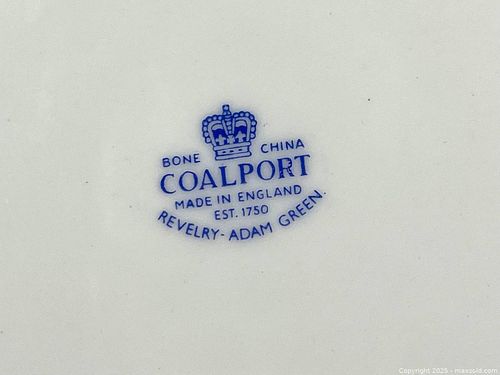 BONE CHINA
COALPORT
MADE IN ENGLAND
EST. 1750
REVELRY-ADAM GREEN.
Copyright 2025 - maxsold.com